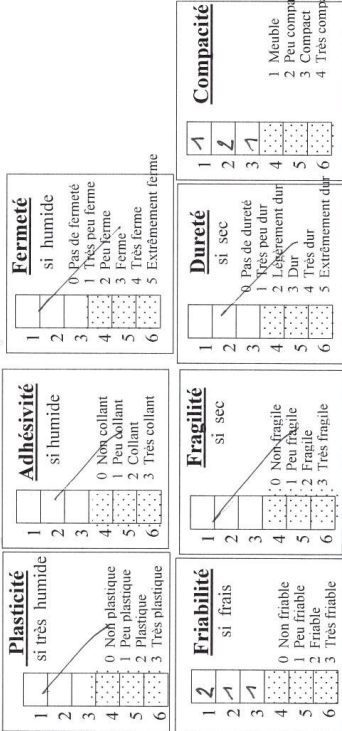 Plasticité
si très humide
1
2
3
4
5
6
0 Non plastique
1 Peu plastique
2 Plastique
3 Très plastique
Adhésivité
si humide
1
2
3
4
5
6
0 Non collant
1 Peu collant
2 Collant
3 Très collant
Fermeté
si humide
1
2
3
4
5
6
0 Pas de fermeté
1 Très peu ferme
2 Peu ferme
3 Ferme
4 Très ferme
5 Extrêmement ferme
Friabilité
si frais
1 2
2 1
3 1
4
5
6
0 Non friable
1 Peu friable
2 Friable
3 Très friable
Fragilité
si sec
1
2
3
4
5
6
0 Non fragile
1 Peu fragile
2 Fragile
3 Très fragile
Dureté
si sec
1
2
3
4
5
6
0 Pas de dureté
1 Très peu dur
2 Légèrement dur
3 Dur
4 Très dur
5 Extrêmement dur
Compacité
1 1
2 2
3 1
4
5
6
1 Meuble
2 Peu compa
3 Compact
4 Très compa